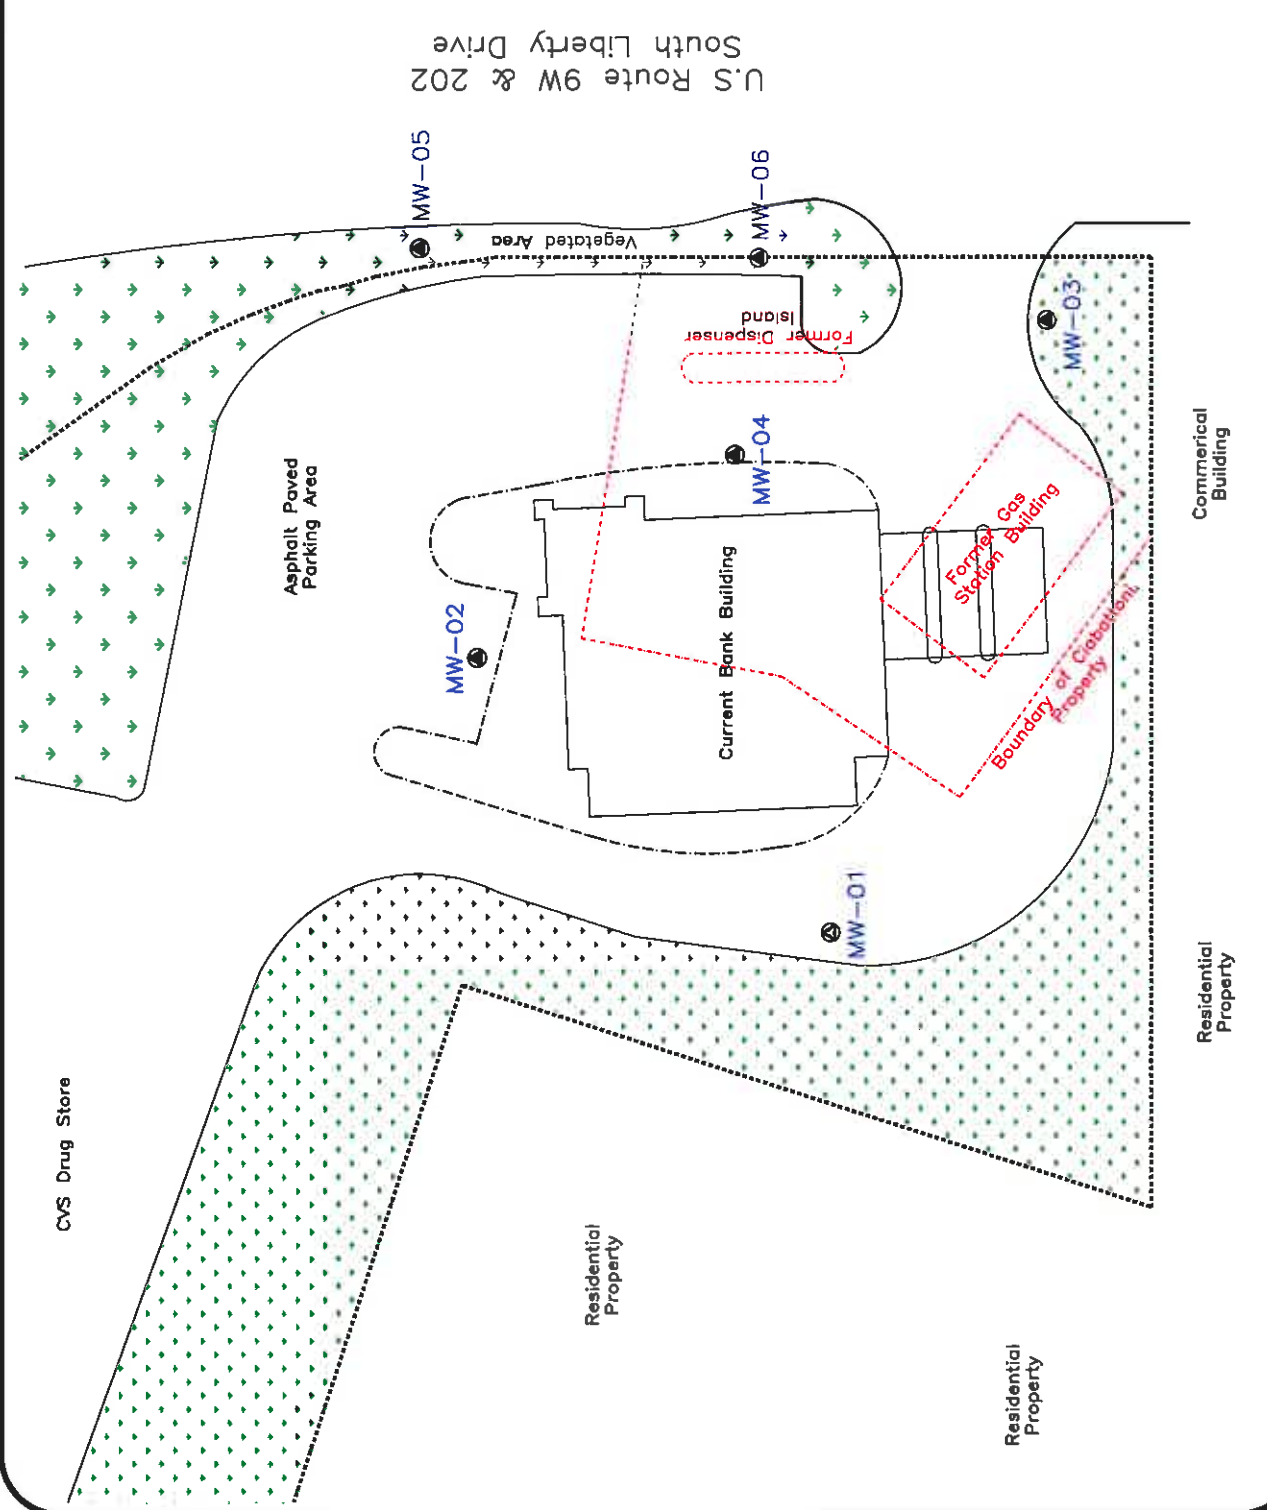 U.S Route 9W & 202
South Liberty Drive
MW-05
MW-06
Vegetated Area
Former Dispenser
Island
MW-03
MW-04
Asphalt Paved
Parking Area
Commerical
Building
Former Gas
Station Building
MW-02
Current Bank Building
Boundary of Ciobattoni
Property
MW-01
Residential
Property
CVS Drug Store
Residential
Property
Residential
Property